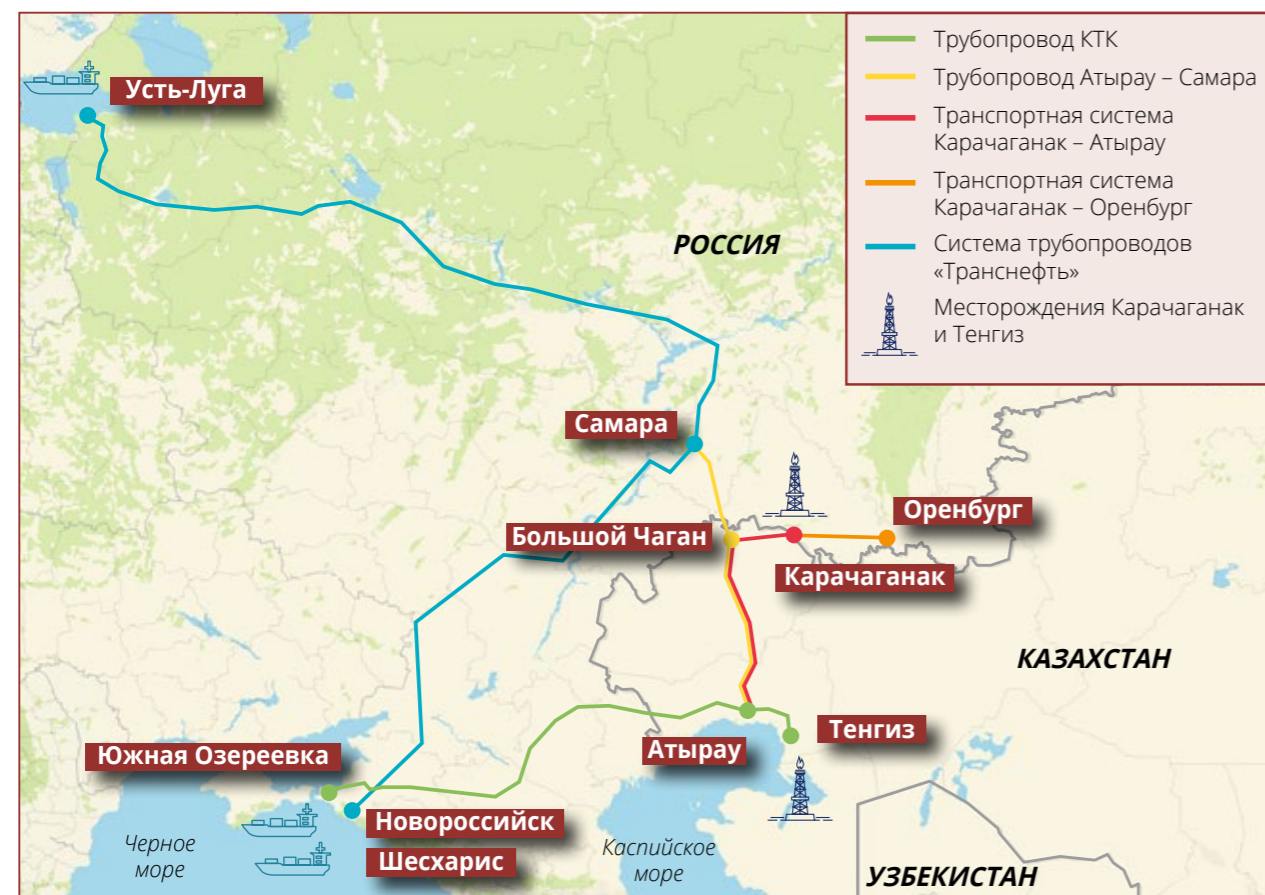 Трубопровод КТК
Трубопровод Атырау – Самара
Транспортная система
Карачаганак – Атырау
Транспортная система
Карачаганак – Оренбург
Система трубопроводов
«Транснефть»
Месторождения Карачаганак
и Тенгиз
Усть-Луга
РОССИЯ
Самара
Оренбург
Большой Чаган
Карачаганак
КАЗАХСТАН
Тенгиз
Атырау
Южная Озереевка
Новороссийск
Шесхарис
Черное
море
Каспийское
море
УЗБЕКИСТАН